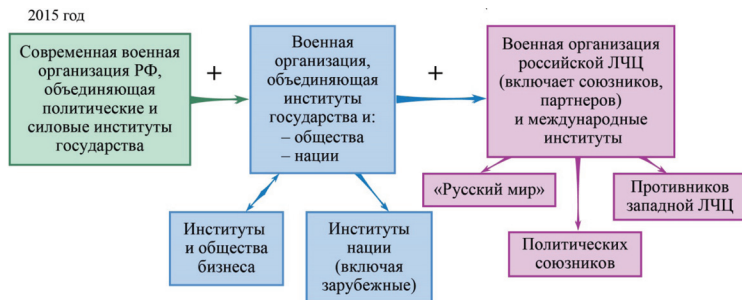 2015 год
Современная военная
организация РФ,
объединяющая
политические и
силовые институты
государства
+
Военная
организация,
объединяющая
институты
государства и:
– общества
– нации
+
Военная организация
российской ЛЧЦ
(включает союзников,
партнеров)
и международные
институты
Институты
и общества
бизнеса
Институты
нации
(включая
зарубежные)
«Русский мир»
Политических
союзников
Противников
западной ЛЧЦ